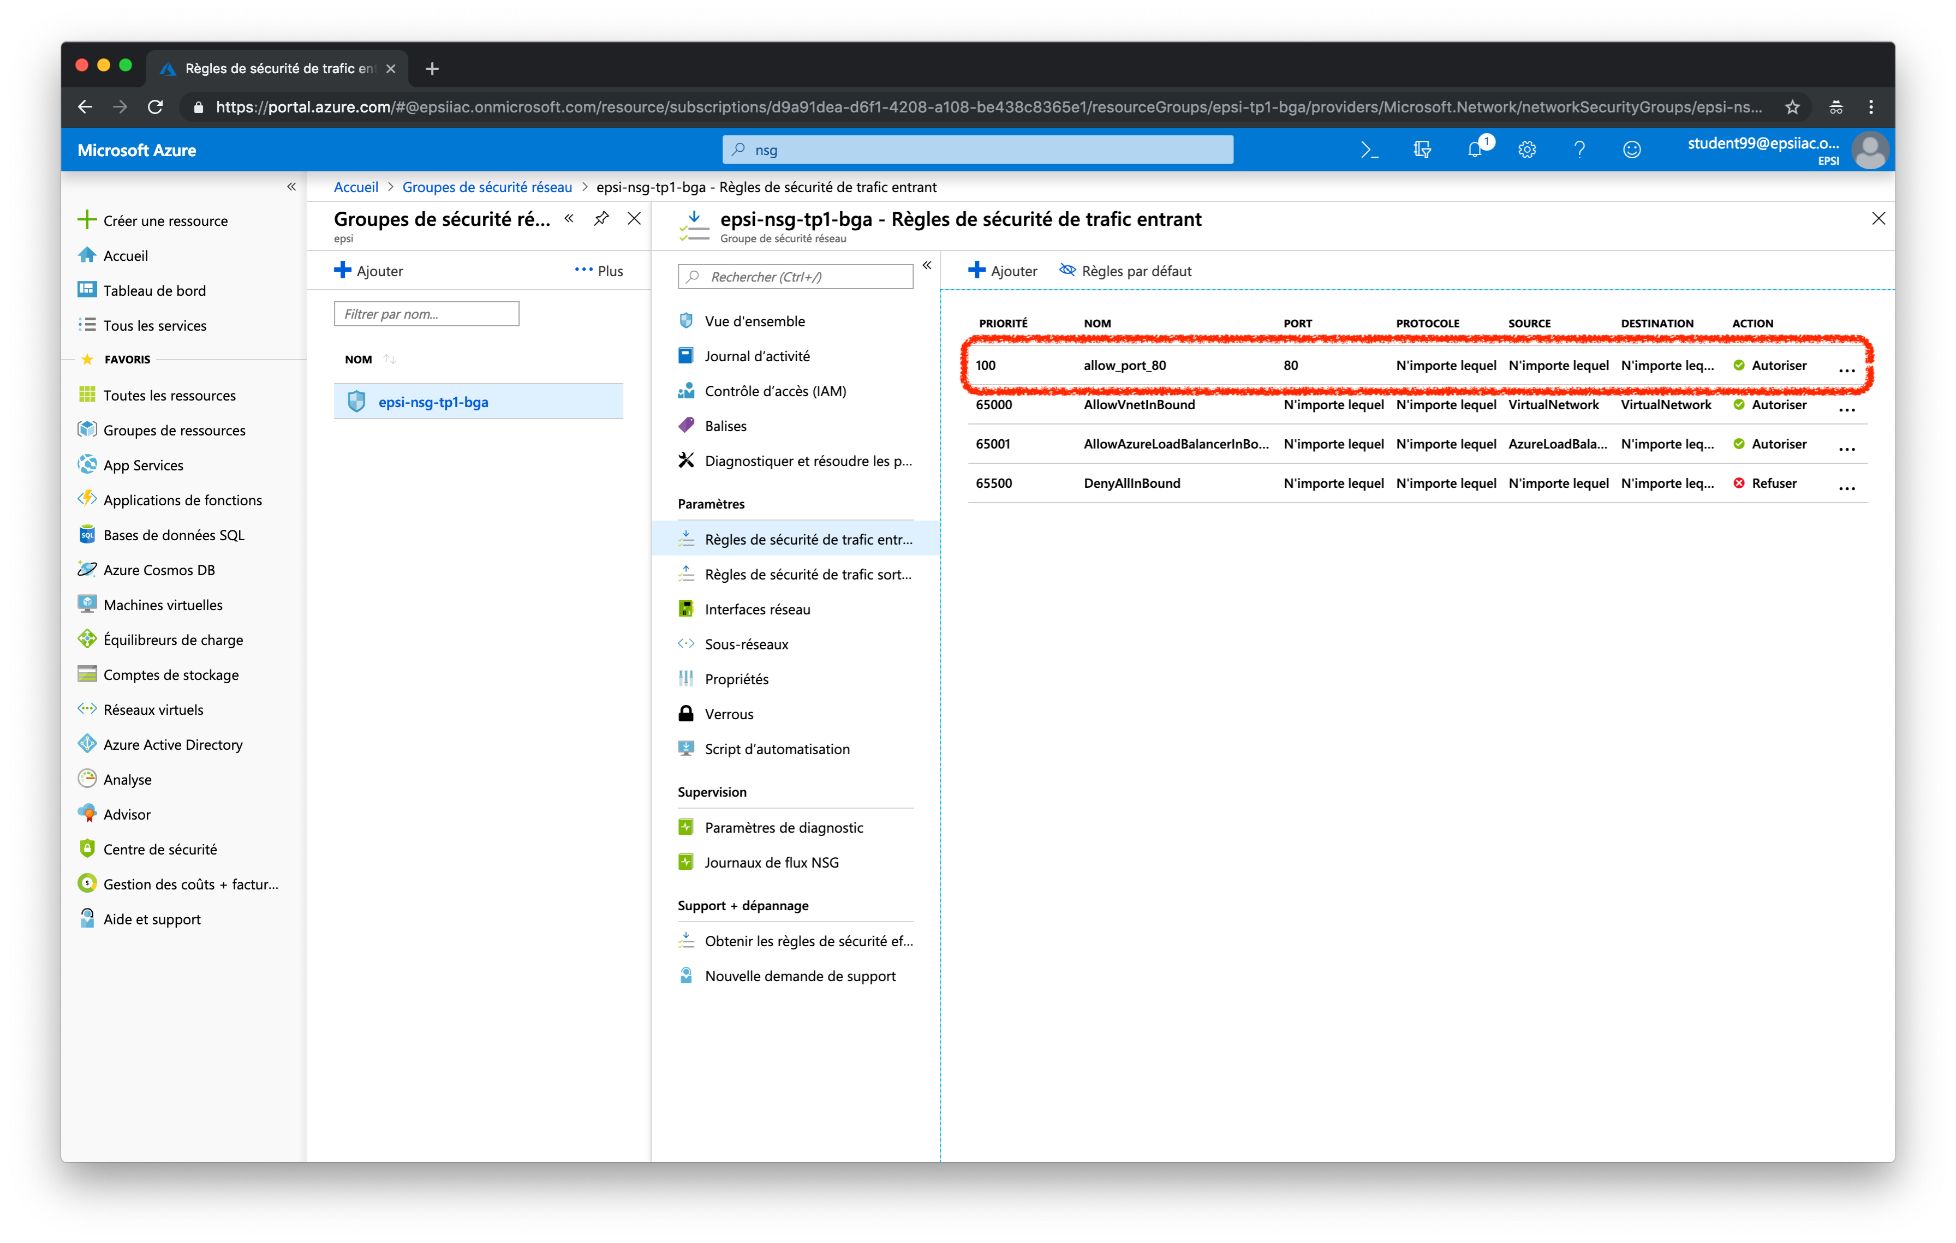 Règles de sécurité de trafic en
https://portal.azure.com/#@epsiiac.onmicrosoft.com/resource/subscriptions/d9a91dea-d6f1-4208-a108-be438c8365e1/resourceGroups/epsi-tp1-bga/providers/Microsoft.Network/networkSecurityGroups/epsi-ns...
Microsoft Azure
nsg
1
student99@epsiiac.o...
EPSI
Accueil > Groupes de sécurité réseau > epsi-nsg-tp1-bga - Règles de sécurité de trafic entrant
Créer une ressource
Accueil
Tableau de bord
Tous les services
FAVORIS
Toutes les ressources
Groupes de ressources
App Services
Applications de fonctions
Bases de données SQL
Azure Cosmos DB
Machines virtuelles
Équilibreurs de charge
Comptes de stockage
Réseaux virtuels
Azure Active Directory
Analyse
Advisor
Centre de sécurité
Gestion des coûts + factur...
Aide et support
Groupes de sécurité ré...
epsi
Ajouter
Plus
Filtrer par nom...
NOM
epsi-nsg-tp1-bga
epsi-nsg-tp1-bga - Règles de sécurité de trafic entrant
Groupe de sécurité réseau
Rechercher (Ctrl+/)
Vue d'ensemble
Journal d'activité
Contrôle d'accès (IAM)
Balises
Diagnostiquer et résoudre les p...
Paramètres
Règles de sécurité de trafic entr...
Règles de sécurité de trafic sort...
Interfaces réseau
Sous-réseaux
Propriétés
Verrous
Script d'automatisation
Supervision
Paramètres de diagnostic
Journaux de flux NSG
Support + dépannage
Obtenir les règles de sécurité ef...
Nouvelle demande de support
Ajouter Règles par défaut
PRIORITÉ NOM PORT PROTOCOLE SOURCE DESTINATION ACTION
100 allow_port_80 80 N'importe lequel N'importe lequel N'importe leq... Autoriser ...
65000 AllowVnetInBound N'importe lequel N'importe lequel VirtualNetwork VirtualNetwork Autoriser ...
65001 AllowAzureLoadBalancerInBo... N'importe lequel N'importe lequel AzureLoadBala... N'importe leq... Autoriser ...
65500 DenyAllInBound N'importe lequel N'importe lequel N'importe lequel N'importe leq... Refuser ...